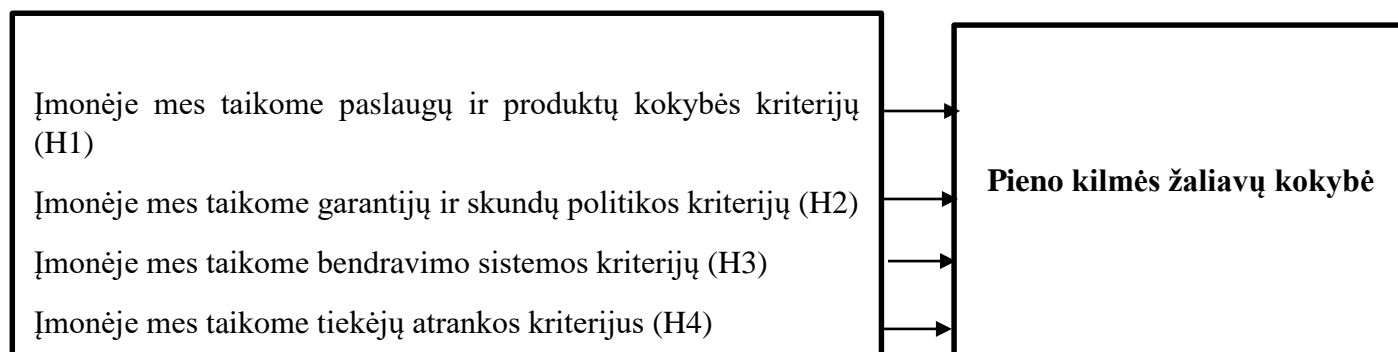 Įmonėje mes taikome paslaugų ir produktų kokybės kriterijų
(H1)
Įmonėje mes taikome garantijų ir skundų politikos kriterijų (H2)
Įmonėje mes taikome bendravimo sistemos kriterijų (H3)
Įmonėje mes taikome tiekėjų atrankos kriterijus (H4)
Pieno kilmės žaliavų kokybė